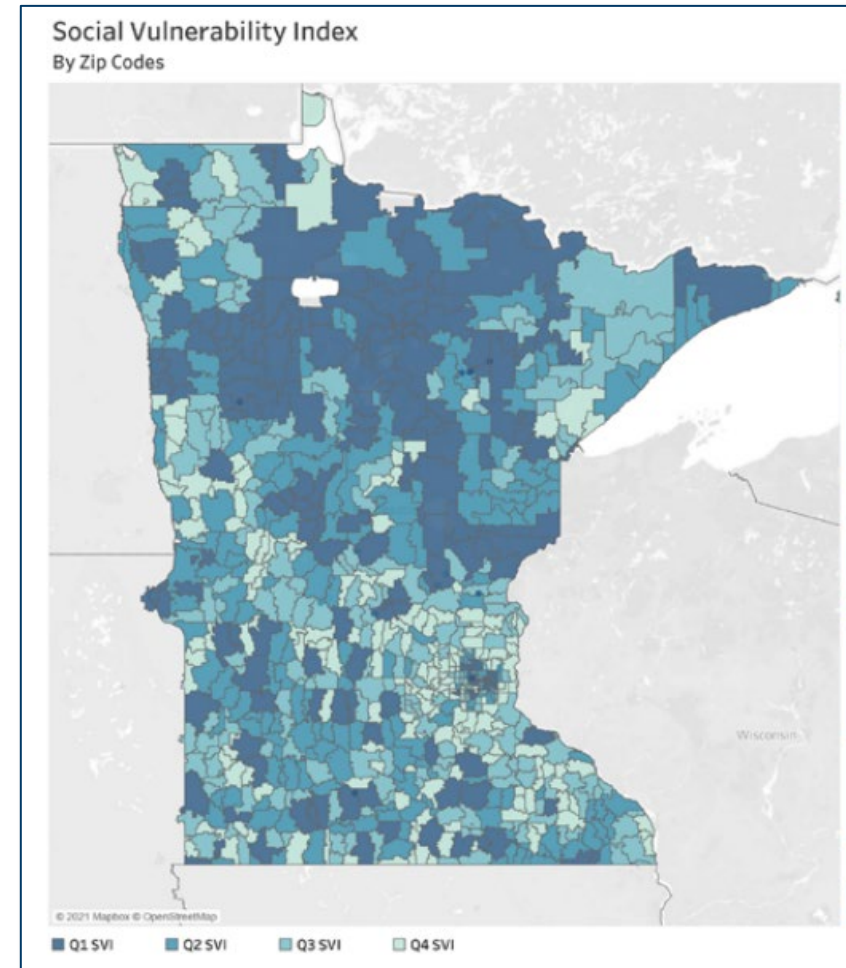 Social Vulnerability Index
By Zip Codes
Wisconsin
© 2021 Mapbox © OpenStreetMap
Q1 SVI Q2 SVI Q3 SVI Q4 SVI